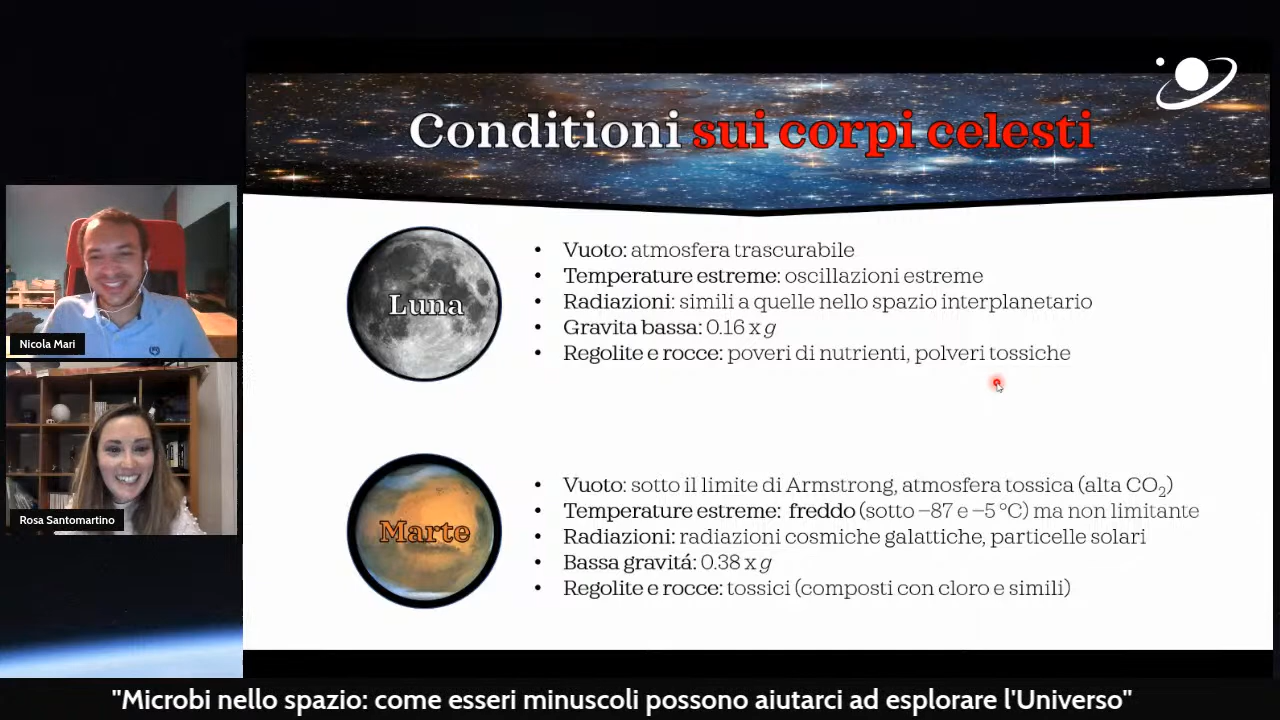 Conditioni sui corpi celesti
Luna
• Vuoto: atmosfera trascurabile
• Temperature estreme: oscillazioni estreme
• Radiazioni: simili a quelle nello spazio interplanetario
• Gravita bassa: 0.16 x g
• Regolite e rocce: poveri di nutrienti, polveri tossiche
Marte
• Vuoto: sotto il limite di Armstrong, atmosfera tossica (alta CO₂)
• Temperature estreme: freddo (sotto –87 e –5 °C) ma non limitante
• Radiazioni: radiazioni cosmiche galattiche, particelle solari
• Bassa gravitá: 0.38 x g
• Regolite e rocce: tossici (composti con cloro e simili)
Nicola Mari
Rosa Santomartino
"Microbi nello spazio: come esseri minuscoli possono aiutarci ad esplorare l'Universo"